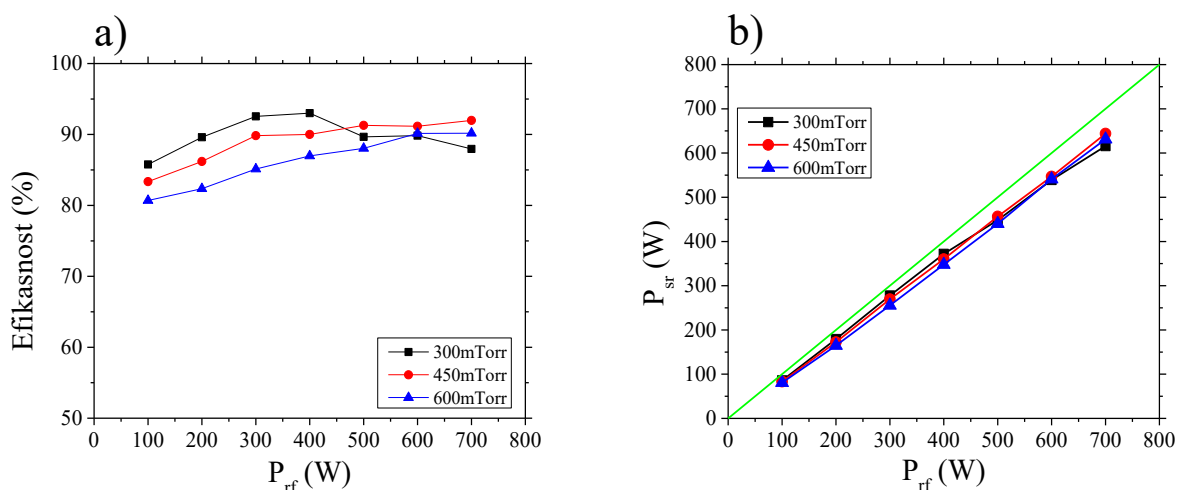 a)
100
90
80
70
60
50
Efikasnost (%)
300mTorr
450mTorr
600mTorr
0 100 200 300 400 500 600 700 800
P_rf (W)
b)
800
700
600
500
400
300
200
100
0
P_sr (W)
300mTorr
450mTorr
600mTorr
0 100 200 300 400 500 600 700 800
P_rf (W)